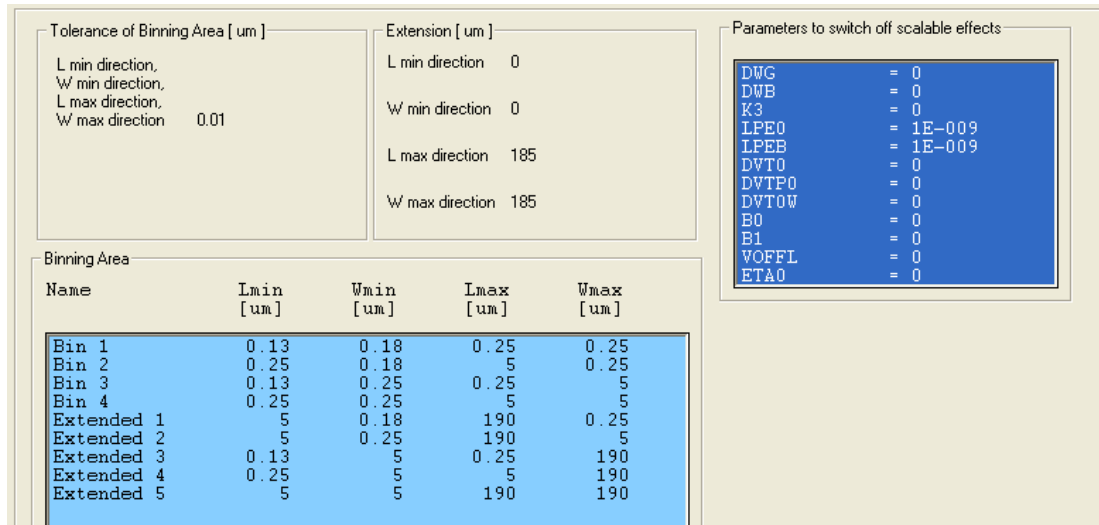 Tolerance of Binning Area [ um ]
L min direction,
W min direction,
L max direction,
W max direction 0.01
Extension [ um ]
L min direction 0
W min direction 0
L max direction 185
W max direction 185
Parameters to switch off scalable effects
DWG = 0
DWB = 0
K3 = 0
LPE0 = 1E-009
LPEB = 1E-009
DVT0 = 0
DVTP0 = 0
DVT0W = 0
B0 = 0
B1 = 0
VOFFL = 0
ETA0 = 0
Binning Area
Name Lmin Wmin Lmax Wmax
[um] [um] [um] [um]
Bin 1 0.13 0.18 0.25 0.25
Bin 2 0.25 0.18 5 0.25
Bin 3 0.13 0.25 0.25 5
Bin 4 0.25 0.25 5 5
Extended 1 5 0.18 190 0.25
Extended 2 5 0.25 190 5
Extended 3 0.13 5 0.25 190
Extended 4 0.25 5 5 190
Extended 5 5 5 190 190